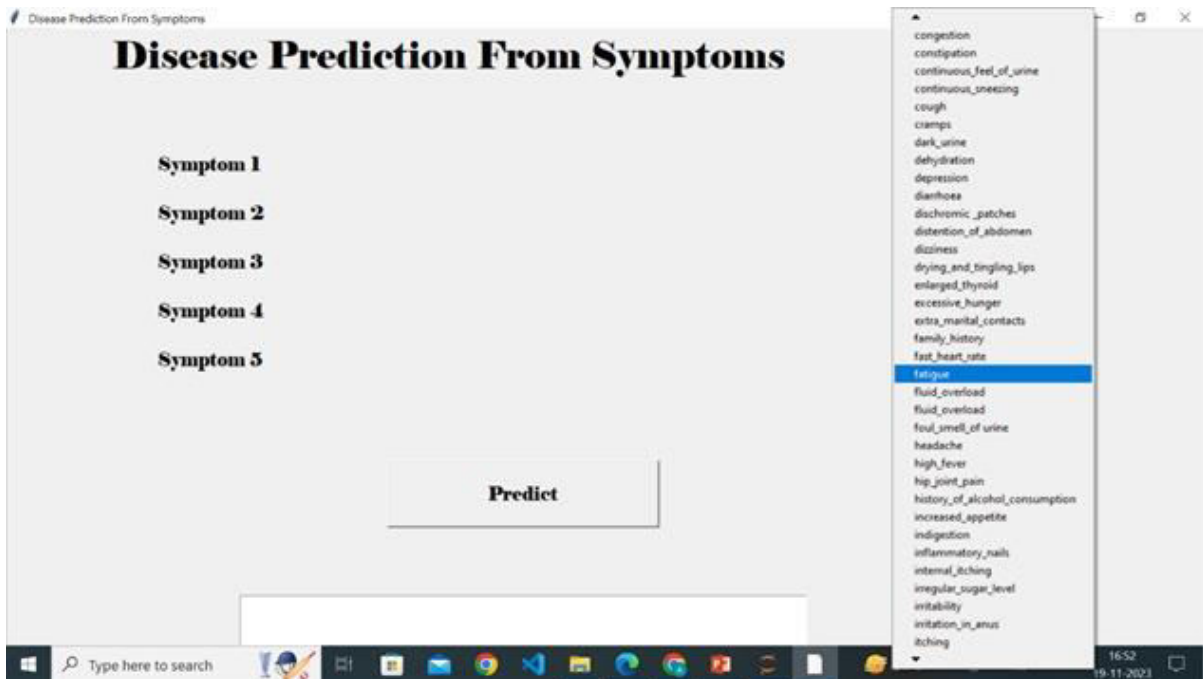 Disease Prediction From Symptoms
Disease Prediction From Symptoms
Symptom 1
Symptom 2
Symptom 3
Symptom 4
Symptom 5
Predict
congestion
constipation
continuous_feel_of_urine
continuous_sneezing
cough
cramps
dark_urine
dehydration
depression
diarrhoea
dischromic _patches
distention_of_abdomen
dizziness
drying_and_tingling_lips
enlarged_thyroid
excessive_hunger
extra_marital_contacts
family_history
fast_heart_rate
fatigue
fluid_overload
fluid_overload
foul_smell_of urine
headache
high_fever
hip_joint_pain
history_of_alcohol_consumption
increased_appetite
indigestion
inflammatory_nails
internal_itching
irregular_sugar_level
irritability
irritation_in_anus
itching
Type here to search
16:52
19-11-2023